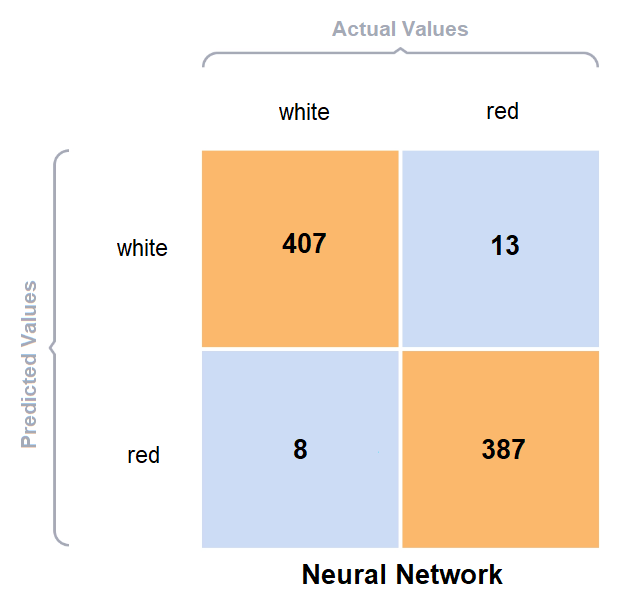 Actual Values
white red
Predicted Values
white 407 13
red 8 387
Neural Network